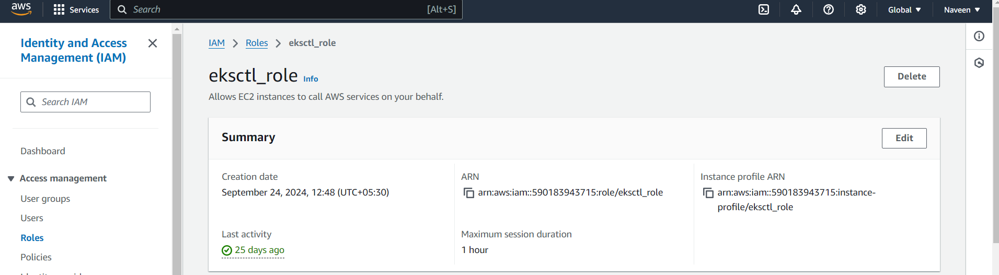 aws
Services
Search
[Alt+S]
Global
Naveen
Identity and Access
Management (IAM)
Search IAM
Dashboard
Access management
User groups
Users
Roles
Policies
IAM
Roles
eksctl_role
eksctl_role Info
Allows EC2 instances to call AWS services on your behalf.
Delete
Summary
Edit
Creation date
September 24, 2024, 12:48 (UTC+05:30)
ARN
arn:aws:iam::590183943715:role/eksctl_role
Instance profile ARN
arn:aws:iam::590183943715:instance-
profile/eksctl_role
Last activity
25 days ago
Maximum session duration
1 hour